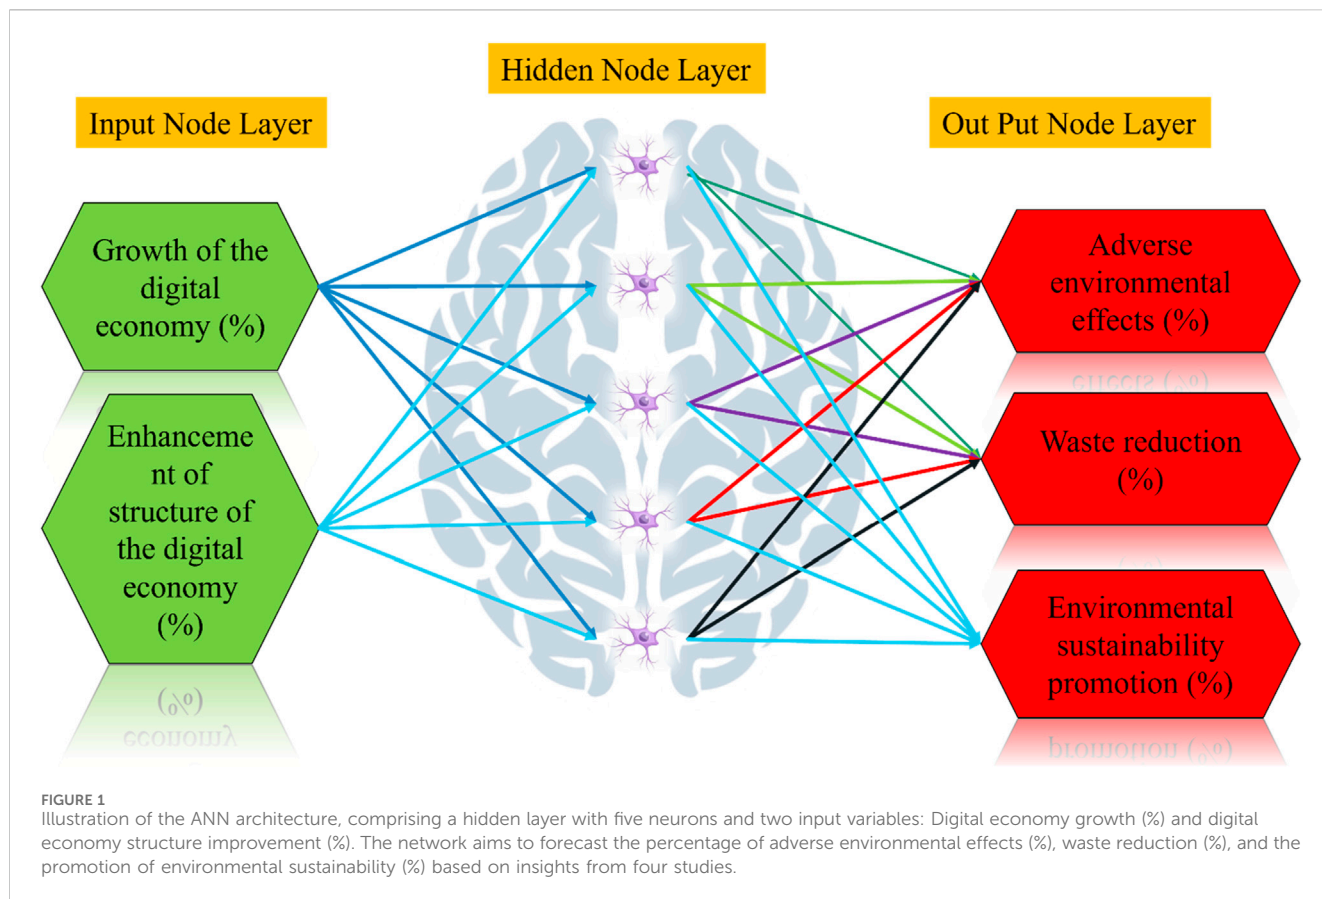 Hidden Node Layer
Input Node Layer
Out Put Node Layer
Growth of the
digital
economy (%)
Enhanceme
nt of
structure of
the digital
economy
(%)
Adverse
environmental
effects (%)
Waste reduction
(%)
Environmental
sustainability
promotion (%)
FIGURE 1
Illustration of the ANN architecture, comprising a hidden layer with five neurons and two input variables: Digital economy growth (%) and digital
economy structure improvement (%). The network aims to forecast the percentage of adverse environmental effects (%), waste reduction (%), and the
promotion of environmental sustainability (%) based on insights from four studies.